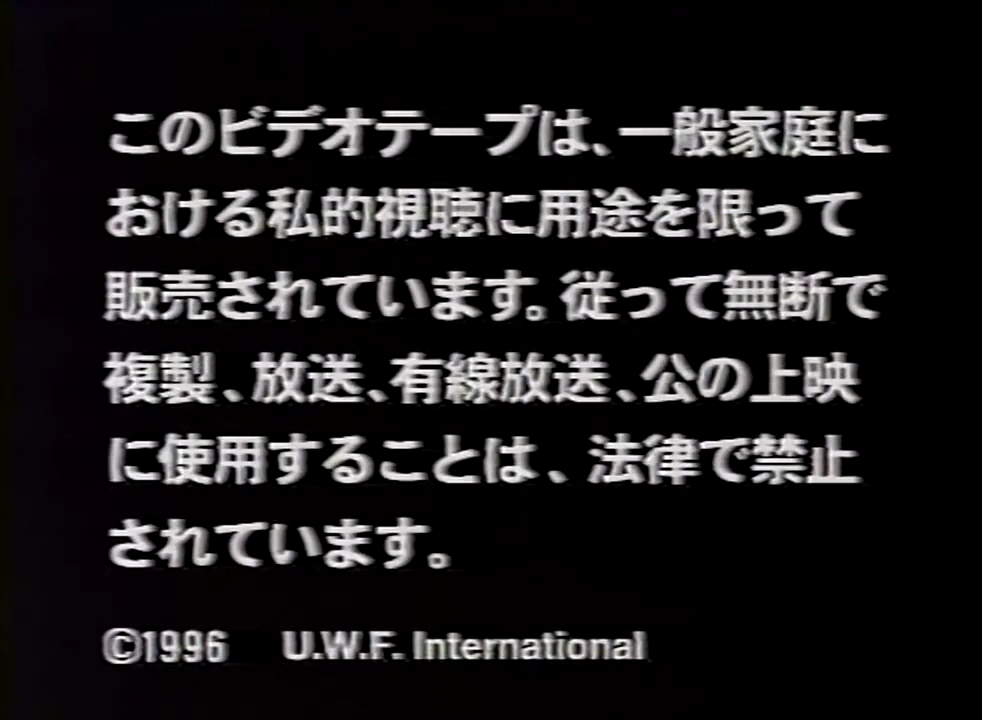 このビデオテープは、一般家庭に
おける私的視聴に用途を限って
販売されています。従って無断で
複製、放送、有線放送、公の上映
に使用することは、法律で禁止
されています。
©1996 U.W.F. International